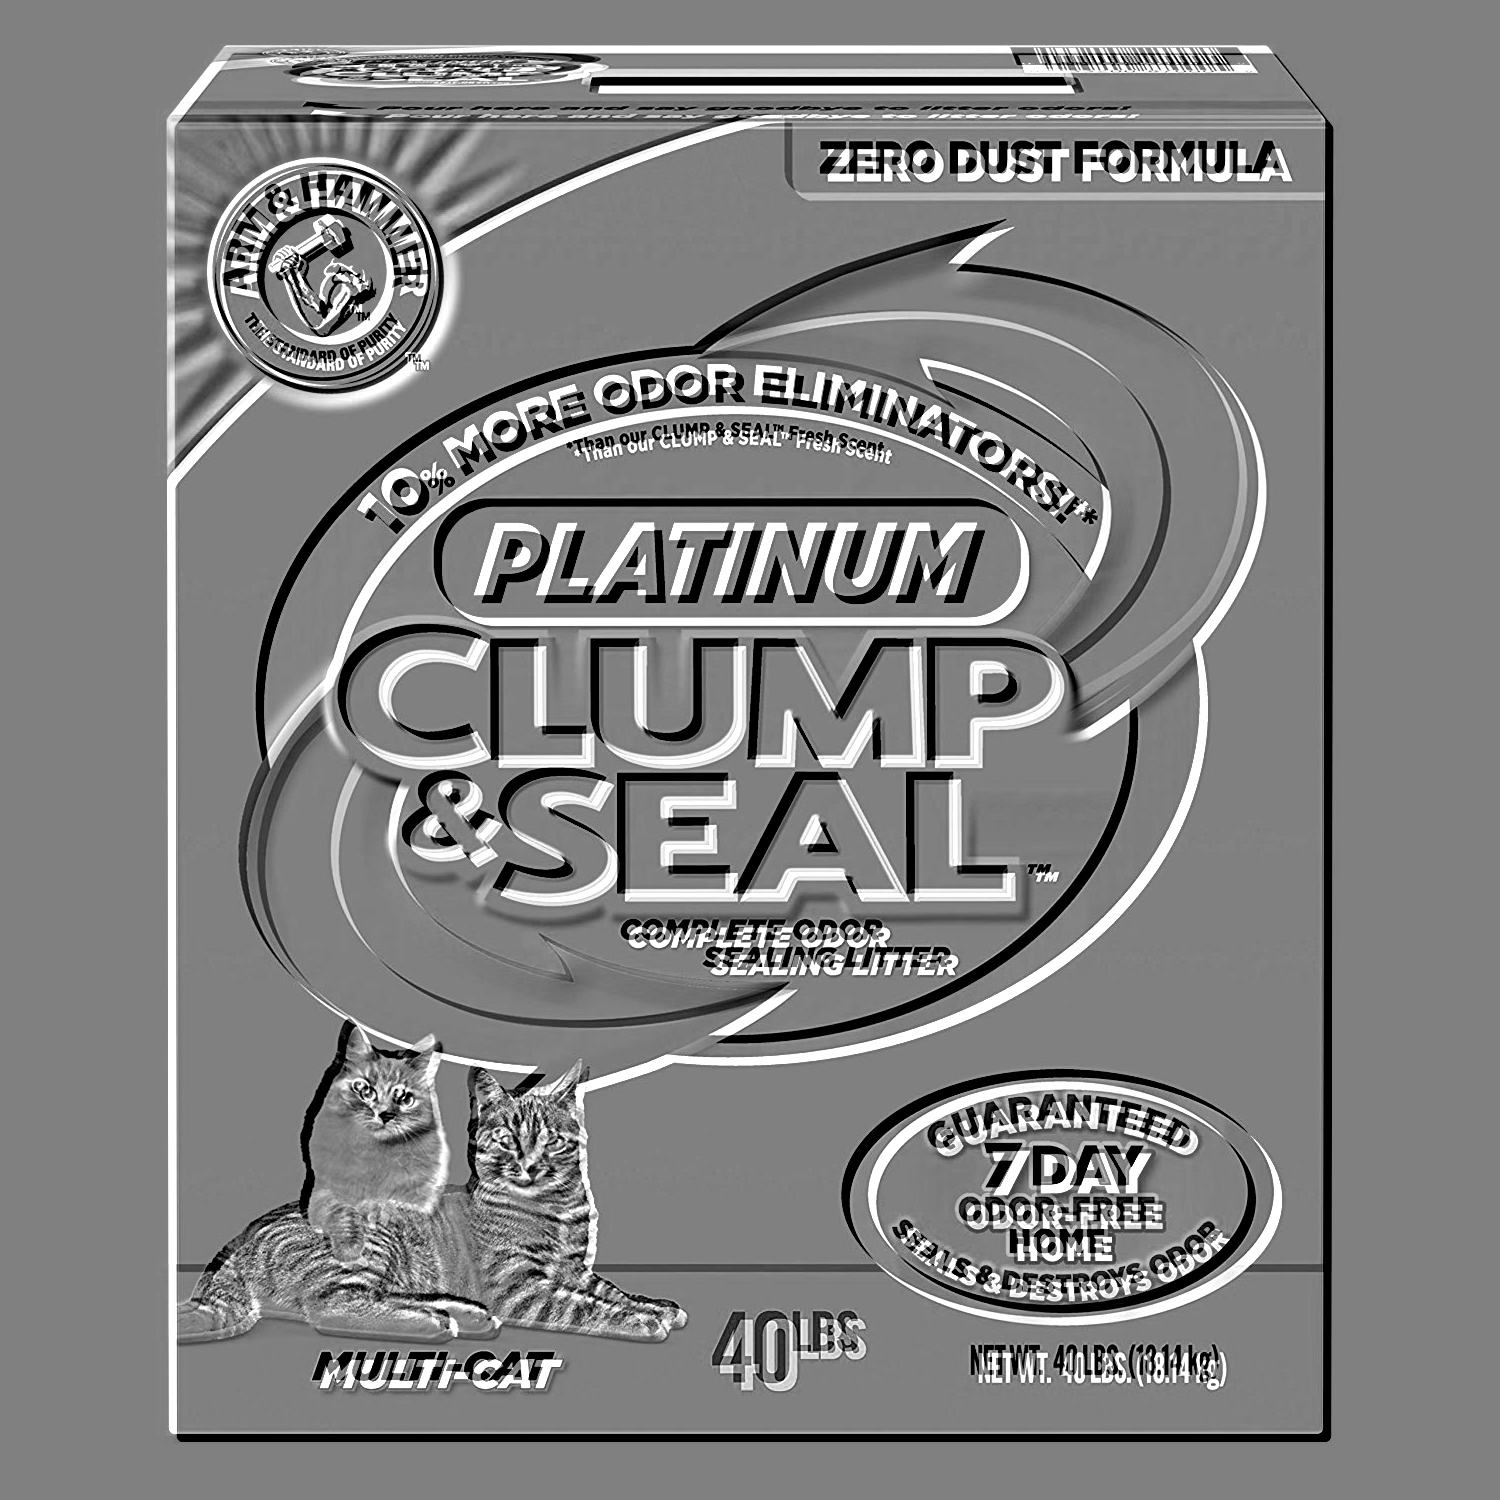 Pour here and say goodbye to litter odors!
ZERO DUST FORMULA
ARM & HAMMER
THE STANDARD OF PURITY
TM
10% MORE ODOR ELIMINATORS!*
*Than our CLUMP & SEAL™ Fresh Scent
PLATINUM
CLUMP
&SEAL™
COMPLETE ODOR
SEALING LITTER
GUARANTEED
7 DAY
ODOR-FREE
HOME
SEALS & DESTROYS ODOR
MULTI-CAT
40 LBS
NET WT. 40 LBS. (18.14 kg)